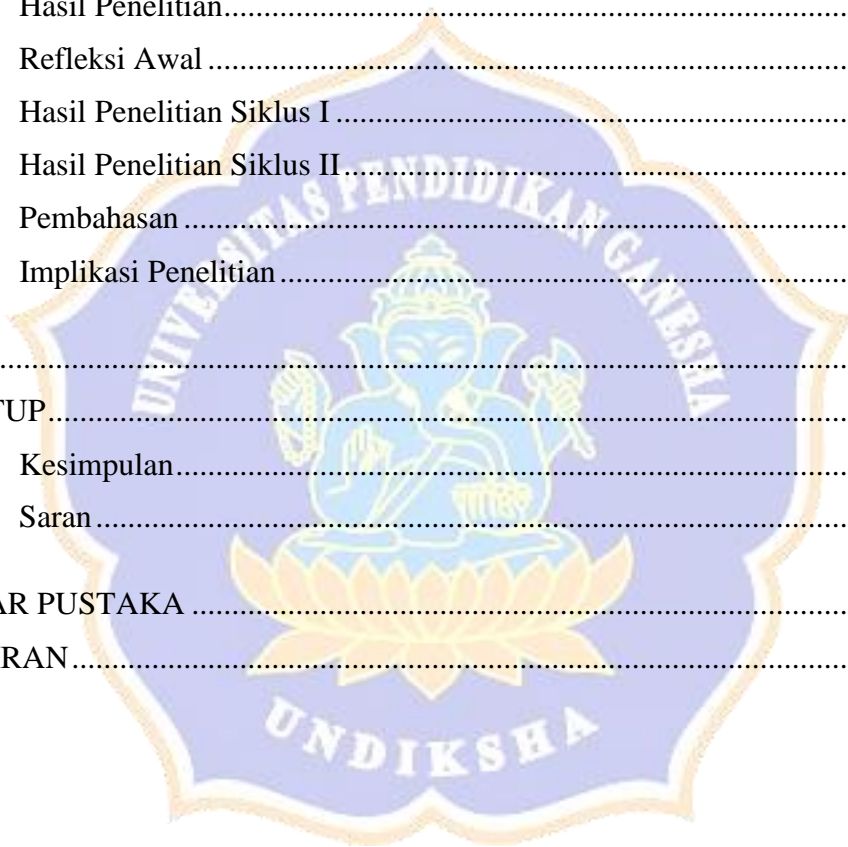 Hasil Penelitian....................................................................................
Refleksi Awal ......................................................................................
Hasil Penelitian Siklus I ......................................................................
Hasil Penelitian Siklus II......................................................................
Pembahasan .........................................................................................
Implikasi Penelitian ..............................................................................
..........................................................................................................
TUP....................................................................................................
Kesimpulan..........................................................................................
Saran ...................................................................................................
AR PUSTAKA ...................................................................................
RAN...................................................................................................
UNIVERSITAS PENDIDIKAN GANESHA
UNDIKSHA